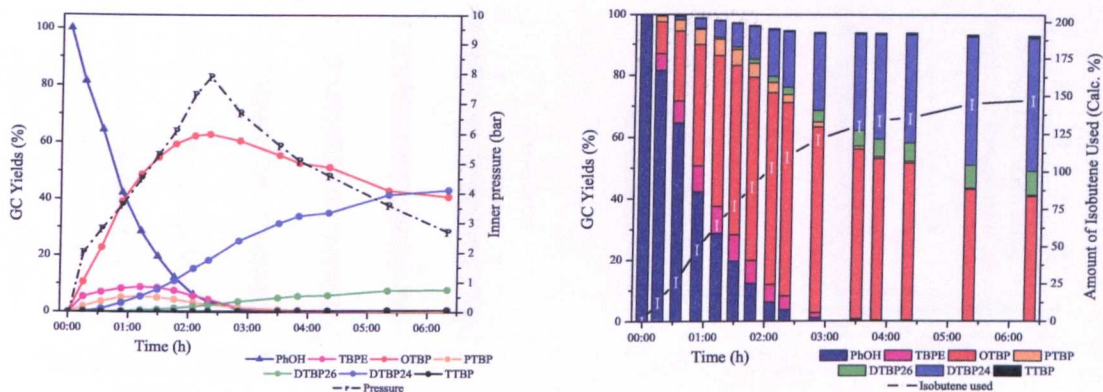 100
80
60
40
20
0
GC Yields (%)
10
9
8
7
6
5
4
3
2
1
0
Inner pressure (bar)
00:00 01:00 02:00 03:00 04:00 05:00 06:00
Time (h)
PhOH TBPE OTBP PTBP
DTBP26 DTBP24 TTBP
P Pressure
100
80
60
40
20
0
GC Yields (%)
200
175
150
125
100
75
50
25
0
Amount of Isobutene Used (Calc. %)
00:00 01:00 02:00 03:00 04:00 05:00 06:00
Time (h)
PhOH TBPE OTBP PTBP
DTBP26 DTBP24 TTBP
I Isobutene used